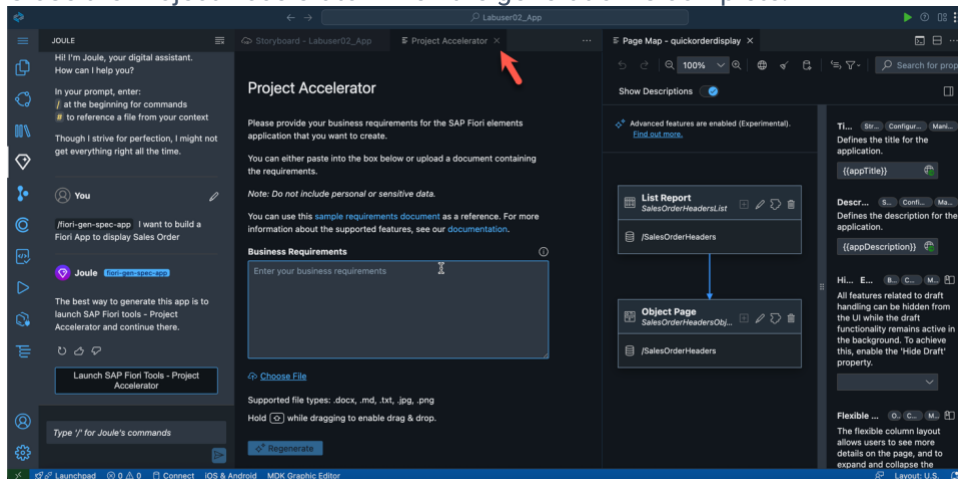 Labuser02_App
JOULE
Hi! I'm Joule, your digital assistant.
How can I help you?
In your prompt, enter:
/ at the beginning for commands
# to reference a file from your context
Though I strive for perfection, I might not
get everything right all the time.
You
/fiori-gen-spec-app I want to build a
Fiori App to display Sales Order
Joule fiori-gen-spec-app
The best way to generate this app is to
launch SAP Fiori tools - Project
Accelerator and continue there.
Launch SAP Fiori Tools - Project
Accelerator
Type '/' for Joule's commands
Storyboard - Labuser02_App
Project Accelerator
Project Accelerator
Please provide your business requirements for the SAP Fiori elements
application that you want to create.
You can either paste into the box below or upload a document containing
the requirements.
Note: Do not include personal or sensitive data.
You can use this sample requirements document as a reference. For more
information about the supported features, see our documentation.
Business Requirements
Enter your business requirements
Choose File
Supported file types: .docx, .md, .txt, .jpg, .png
Hold while dragging to enable drag & drop.
Regenerate
Page Map - quickorderdisplay
100%
Search for prop
Show Descriptions
Advanced features are enabled (Experimental).
Find out more.
List Report
SalesOrderHeadersList
/SalesOrderHeaders
Object Page
SalesOrderHeadersObj...
/SalesOrderHeaders
Ti... Str... Configur... Mani...
Defines the title for the
application.
{{appTitle}}
Descr... S... Confi... Ma...
Defines the description for the
application.
{{appDescription}}
Hi... E... B... C... M...
All features related to draft
handling can be hidden from
the UI while the draft
functionality remains active in
the background. To achieve
this, enable the 'Hide Draft'
property.
Flexible ... O.. C... M...
The flexible column layout
allows users to see more
details on the page, and to
expand and collapse the
Launchpad 0 0 Connect iOS & Android MDK Graphic Editor
Layout: U.S.